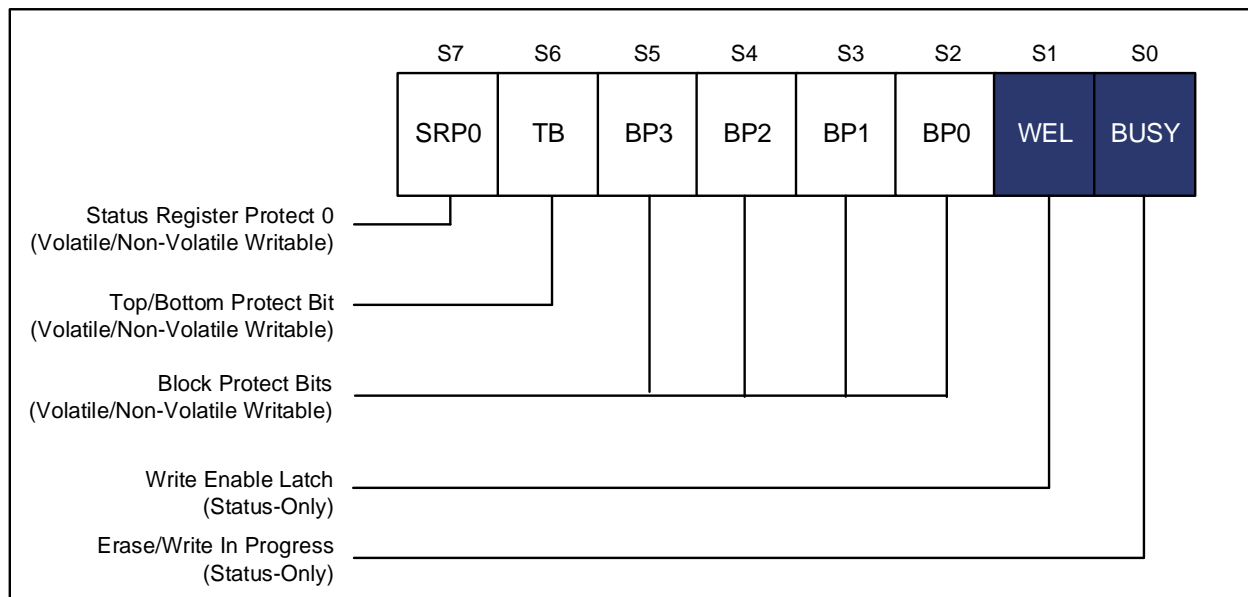 S7 S6 S5 S4 S3 S2 S1 S0
SRP0 TB BP3 BP2 BP1 BP0 WEL BUSY
Status Register Protect 0
(Volatile/Non-Volatile Writable)
Top/Bottom Protect Bit
(Volatile/Non-Volatile Writable)
Block Protect Bits
(Volatile/Non-Volatile Writable)
Write Enable Latch
(Status-Only)
Erase/Write In Progress
(Status-Only)